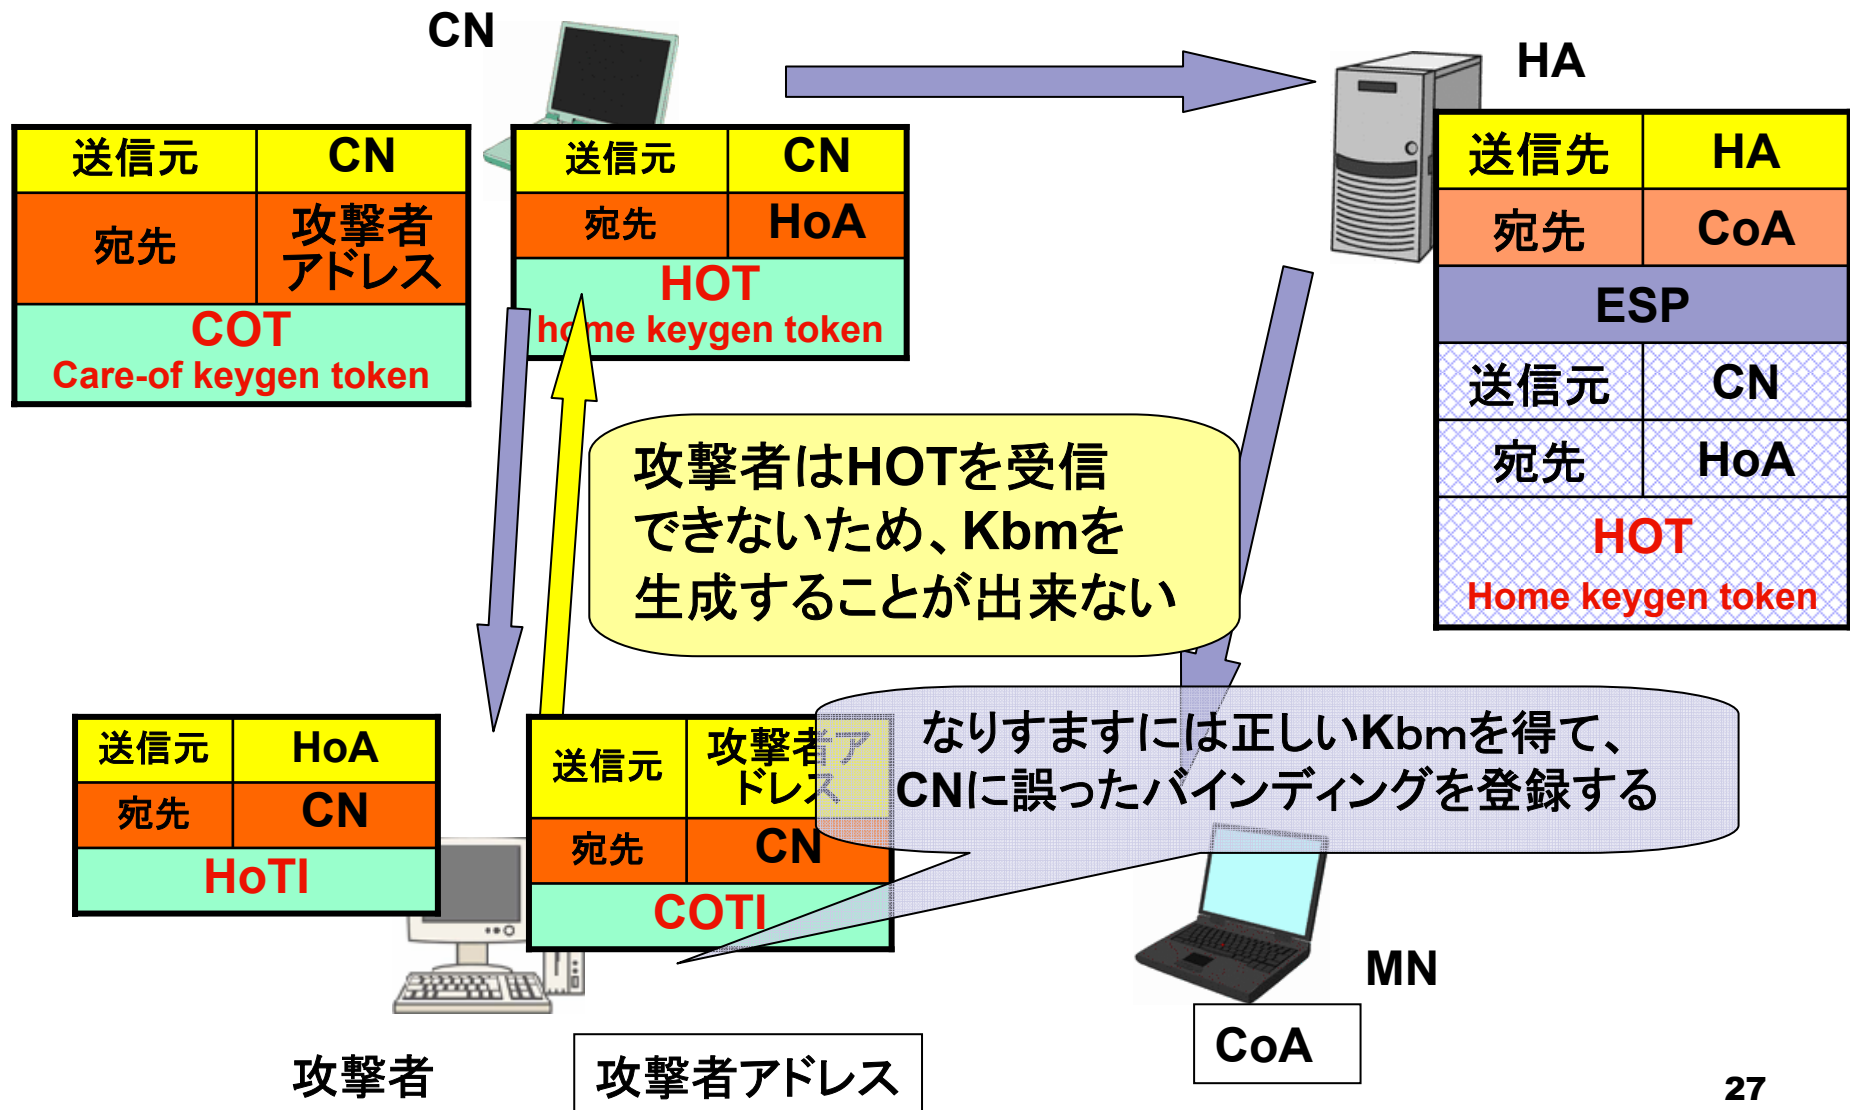 CN
HA
送信元 CN
宛先 攻撃者
アドレス
COT
Care-of keygen token
送信元 CN
宛先 HoA
HOT
home keygen token
送信先 HA
宛先 CoA
ESP
送信元 CN
宛先 HoA
HOT
Home keygen token
攻撃者はHOTを受信
できないため、Kbmを
生成することが出来ない
なりすますには正しいKbmを得て、
CNに誤ったバインディングを登録する
送信元 HoA
宛先 CN
HoTI
送信元 攻撃者ア
ドレス
宛先 CN
COTI
MN
CoA
攻撃者
攻撃者アドレス
27